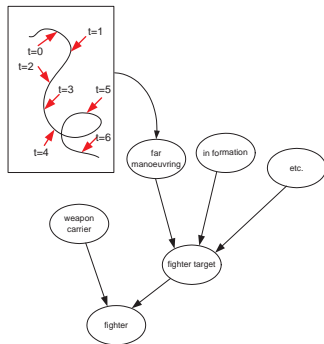 t=1
t=0
t=2
t=3
t=5
t=6
t=4
far
manoeuvring
in formation
etc.
weapon
carrier
fighter target
fighter